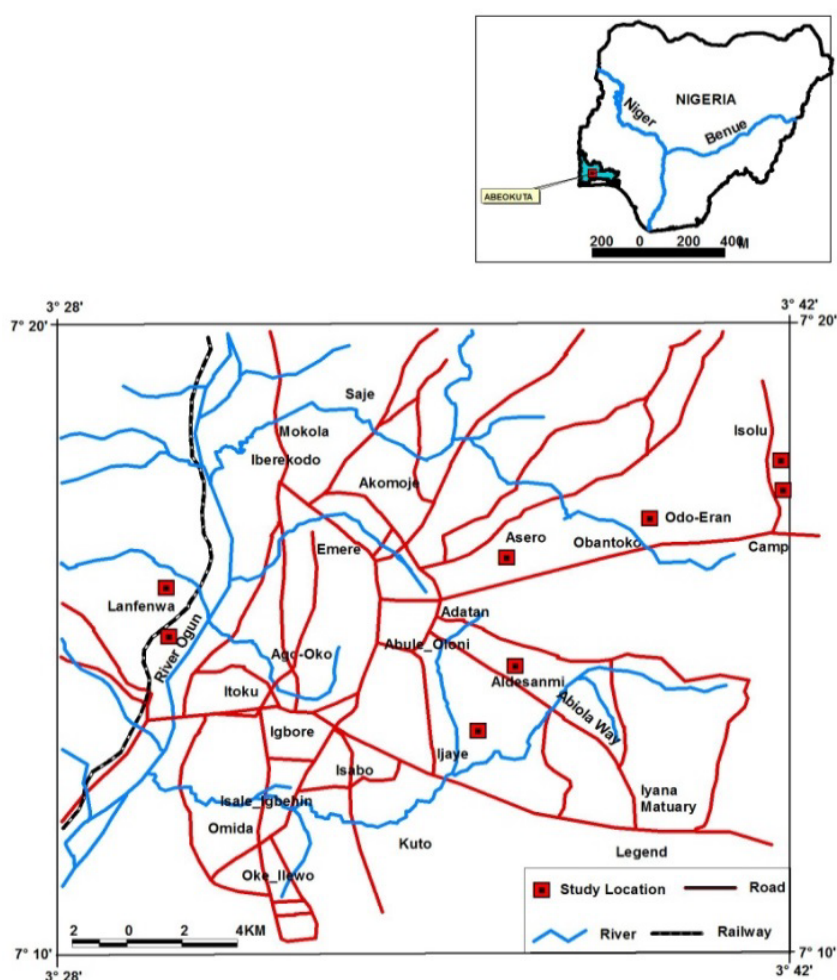 NIGERIA
Niger
Benue
ABEOKUTA
200 0 200 400 M
3° 28'
3° 42'
7° 20'
7° 20'
Saje
Mokola
Isolu
Iberekodo
Akomoje
Odo-Eran
Asero
Obantoko
Emere
Camp
Lanfenwa
Adatan
River Ogun
Abule_Oloni
Ago-Oko
Aldesanmi
Itoku
Abiola Way
Igbore
Ijaye
Isabo
Iyana
Matuary
Isale_Igbehin
Omida
Kuto
Legend
Oke_Ilewo
Study Location
Road
River
Railway
2 0 2 4KM
7° 10'
7° 10'
3° 28'
3° 42'